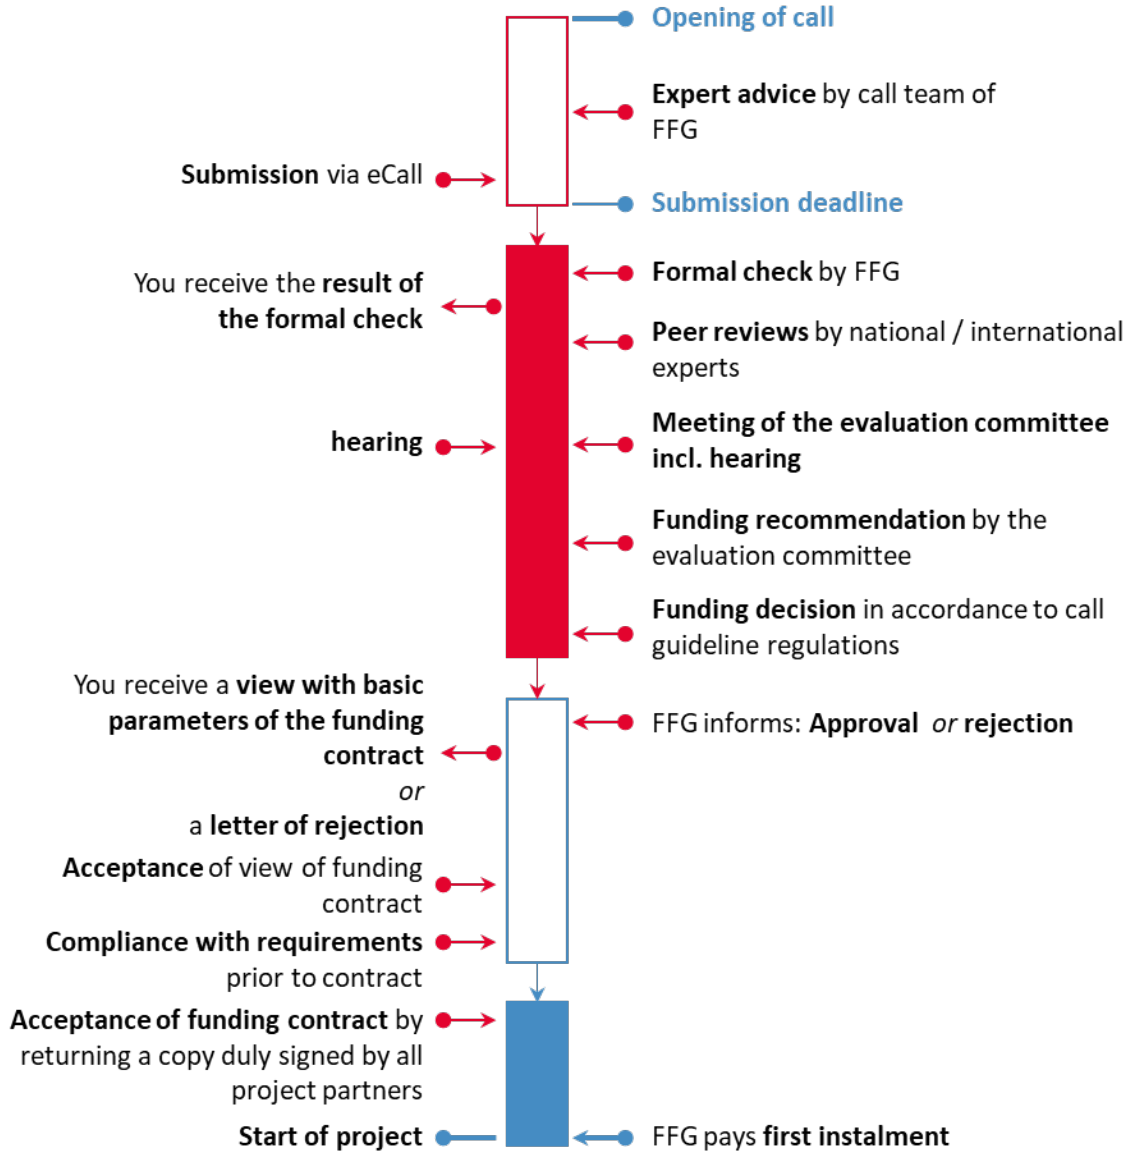 Opening of call
Expert advice by call team of
FFG
Submission via eCall
Submission deadline
Formal check by FFG
You receive the result of
the formal check
Peer reviews by national / international
experts
hearing
Meeting of the evaluation committee
incl. hearing
Funding recommendation by the
evaluation committee
Funding decision in accordance to call
guideline regulations
You receive a view with basic
parameters of the funding
contract
or
a letter of rejection
FFG informs: Approval or rejection
Acceptance of view of funding
contract
Compliance with requirements
prior to contract
Acceptance of funding contract by
returning a copy duly signed by all
project partners
Start of project
FFG pays first instalment